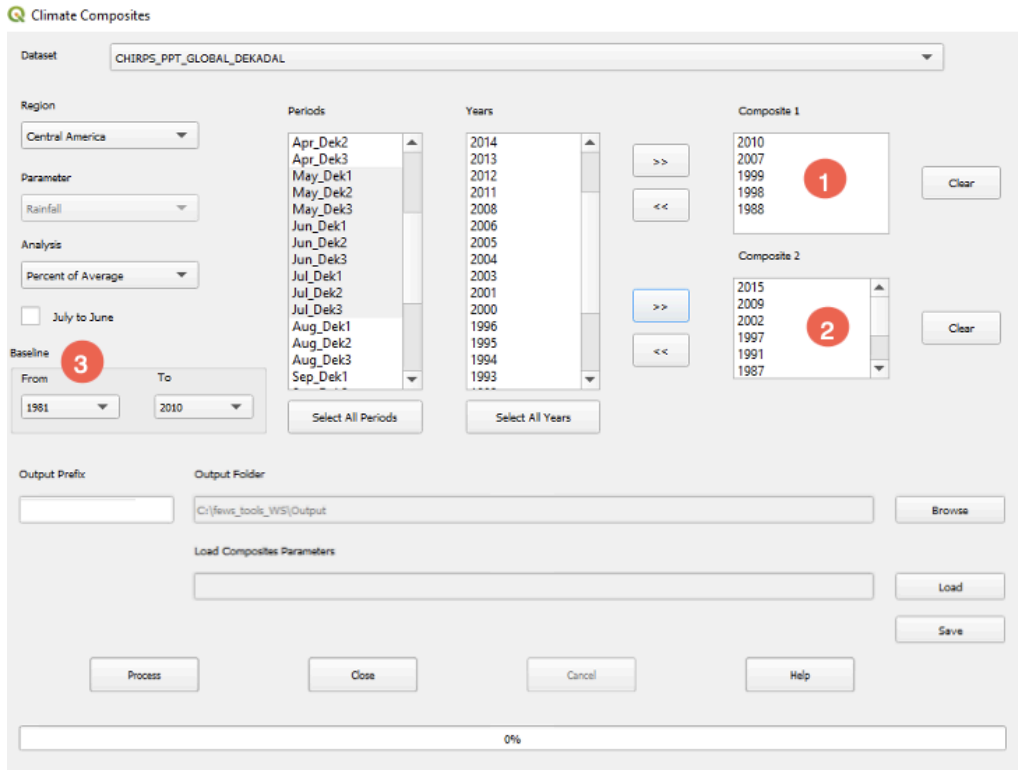 Climate Composites
Dataset
CHIRPS_PPT_GLOBAL_DEKADAL
Region
Central America
Parameter
Rainfall
Analysis
Percent of Average
July to June
Baseline
3
From
To
1981
2010
Periods
Apr_Dek2
Apr_Dek3
May_Dek1
May_Dek2
May_Dek3
Jun_Dek1
Jun_Dek2
Jun_Dek3
Jul_Dek1
Jul_Dek2
Jul_Dek3
Aug_Dek1
Aug_Dek2
Aug_Dek3
Sep_Dek1
Select All Periods
Years
2014
2013
2012
2011
2008
2006
2005
2004
2003
2001
2000
1996
1995
1994
1993
Select All Years
>>
<<
>>
<<
Composite 1
2010
2007
1999
1998
1988
1
Clear
Composite 2
2015
2009
2002
1997
1991
1987
2
Clear
Output Prefix
Output Folder
C:\fews_tools_WS\Output
Browse
Load Composites Parameters
Load
Save
Process
Close
Cancel
Help
0%